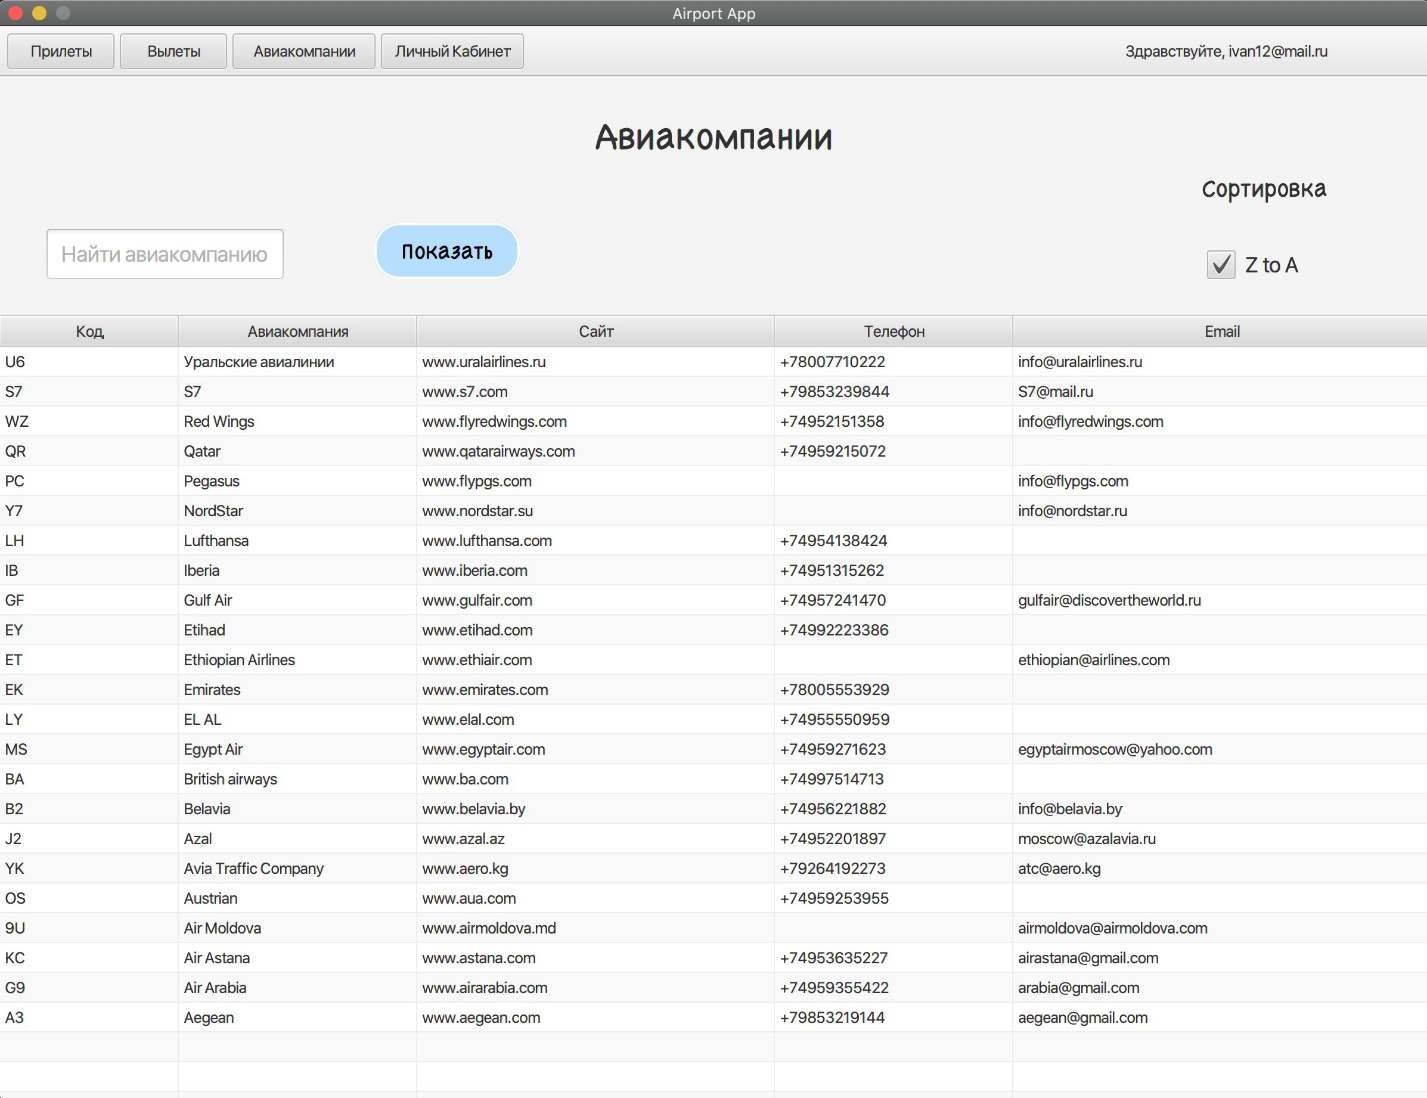 Airport App
Прилеты Вылеты Авиакомпании Личный Кабинет Здравствуйте, ivan12@mail.ru
Авиакомпании
Сортировка
Найти авиакомпанию Показать Z to A
Код Авиакомпания Сайт Телефон Email
U6 Уральские авиалинии www.uralairlines.ru +78007710222 info@uralairlines.ru
S7 S7 www.s7.com +79853239844 S7@mail.ru
WZ Red Wings www.flyredwings.com +74952151358 info@flyredwings.com
QR Qatar www.qatarairways.com +74959215072
PC Pegasus www.flypgs.com info@flypgs.com
Y7 NordStar www.nordstar.su info@nordstar.ru
LH Lufthansa www.lufthansa.com +74954138424
IB Iberia www.iberia.com +74951315262
GF Gulf Air www.gulfair.com +74957241470 gulfair@discovertheworld.ru
EY Etihad www.etihad.com +74992223386
ET Ethiopian Airlines www.ethiair.com ethiopian@airlines.com
EK Emirates www.emirates.com +78005553929
LY EL AL www.elal.com +74955550959
MS Egypt Air www.egyptair.com +74959271623 egyptairmoscow@yahoo.com
BA British airways www.ba.com +74997514713
B2 Belavia www.belavia.by +74956221882 info@belavia.by
J2 Azal www.azal.az +74952201897 moscow@azalavia.ru
YK Avia Traffic Company www.aero.kg +79264192273 atc@aero.kg
OS Austrian www.aua.com +74959253955
9U Air Moldova www.airmoldova.md airmoldova@airmoldova.com
KC Air Astana www.astana.com +74953635227 airastana@gmail.com
G9 Air Arabia www.airarabia.com +74959355422 arabia@gmail.com
A3 Aegean www.aegean.com +79853219144 aegean@gmail.com